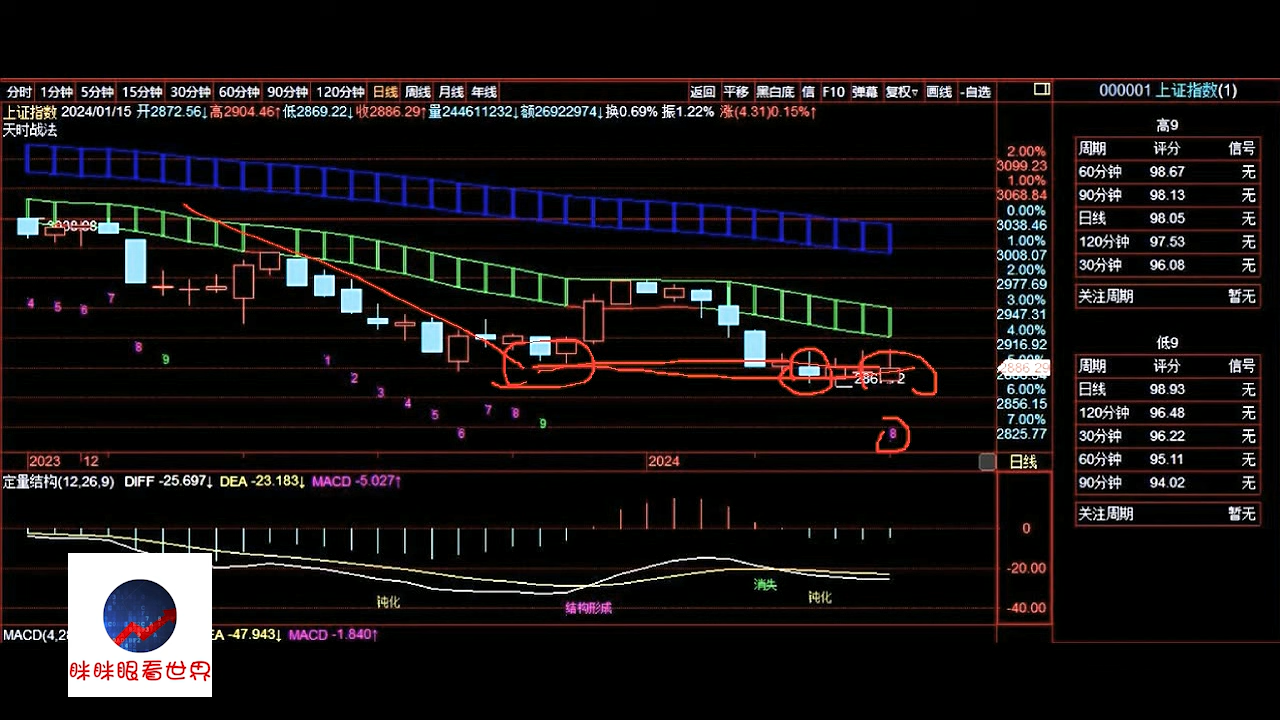 分时 1分钟 5分钟 15分钟 30分钟 60分钟 90分钟 120分钟 日线 周线 月线 年线 返回 平移 黑白底 信 F10 弹幕 复权▿ 画线 -自选
000001 上证指数(1)
上证指数 2024/01/15 开2872.56↓高2904.46↑低2869.22↓收2886.29↑量244611232↓额26922974↓换0.69% 振1.22% 涨(4.31)0.15%↑
天时战法
2.00%
3099.23
1.00%
3068.84
0.00%
3038.46
1.00%
3008.07
2.00%
2977.69
3.00%
2947.31
4.00%
2916.92
2886.29
6.00%
2856.15
7.00%
2825.77
4 5 6 7
8 9
1 2 3 4 5 6
7 8 9
8
2023 12 2024 日线
定量结构(12,26,9) DIFF -25.697↓ DEA -23.183↓ MACD -5.027↑
0
-20.00
-40.00
钝化 结构形成 消失 钝化
MACD(4,2 EA -47.943↓ MACD -1.840↑
眯眯眼看世界
高9
周期 评分 信号
60分钟 98.67 无
90分钟 98.13 无
日线 98.05 无
120分钟 97.53 无
30分钟 96.08 无
关注周期 暂无
低9
周期 评分 信号
日线 98.93 无
120分钟 96.48 无
30分钟 96.22 无
60分钟 95.11 无
90分钟 94.02 无
关注周期 暂无